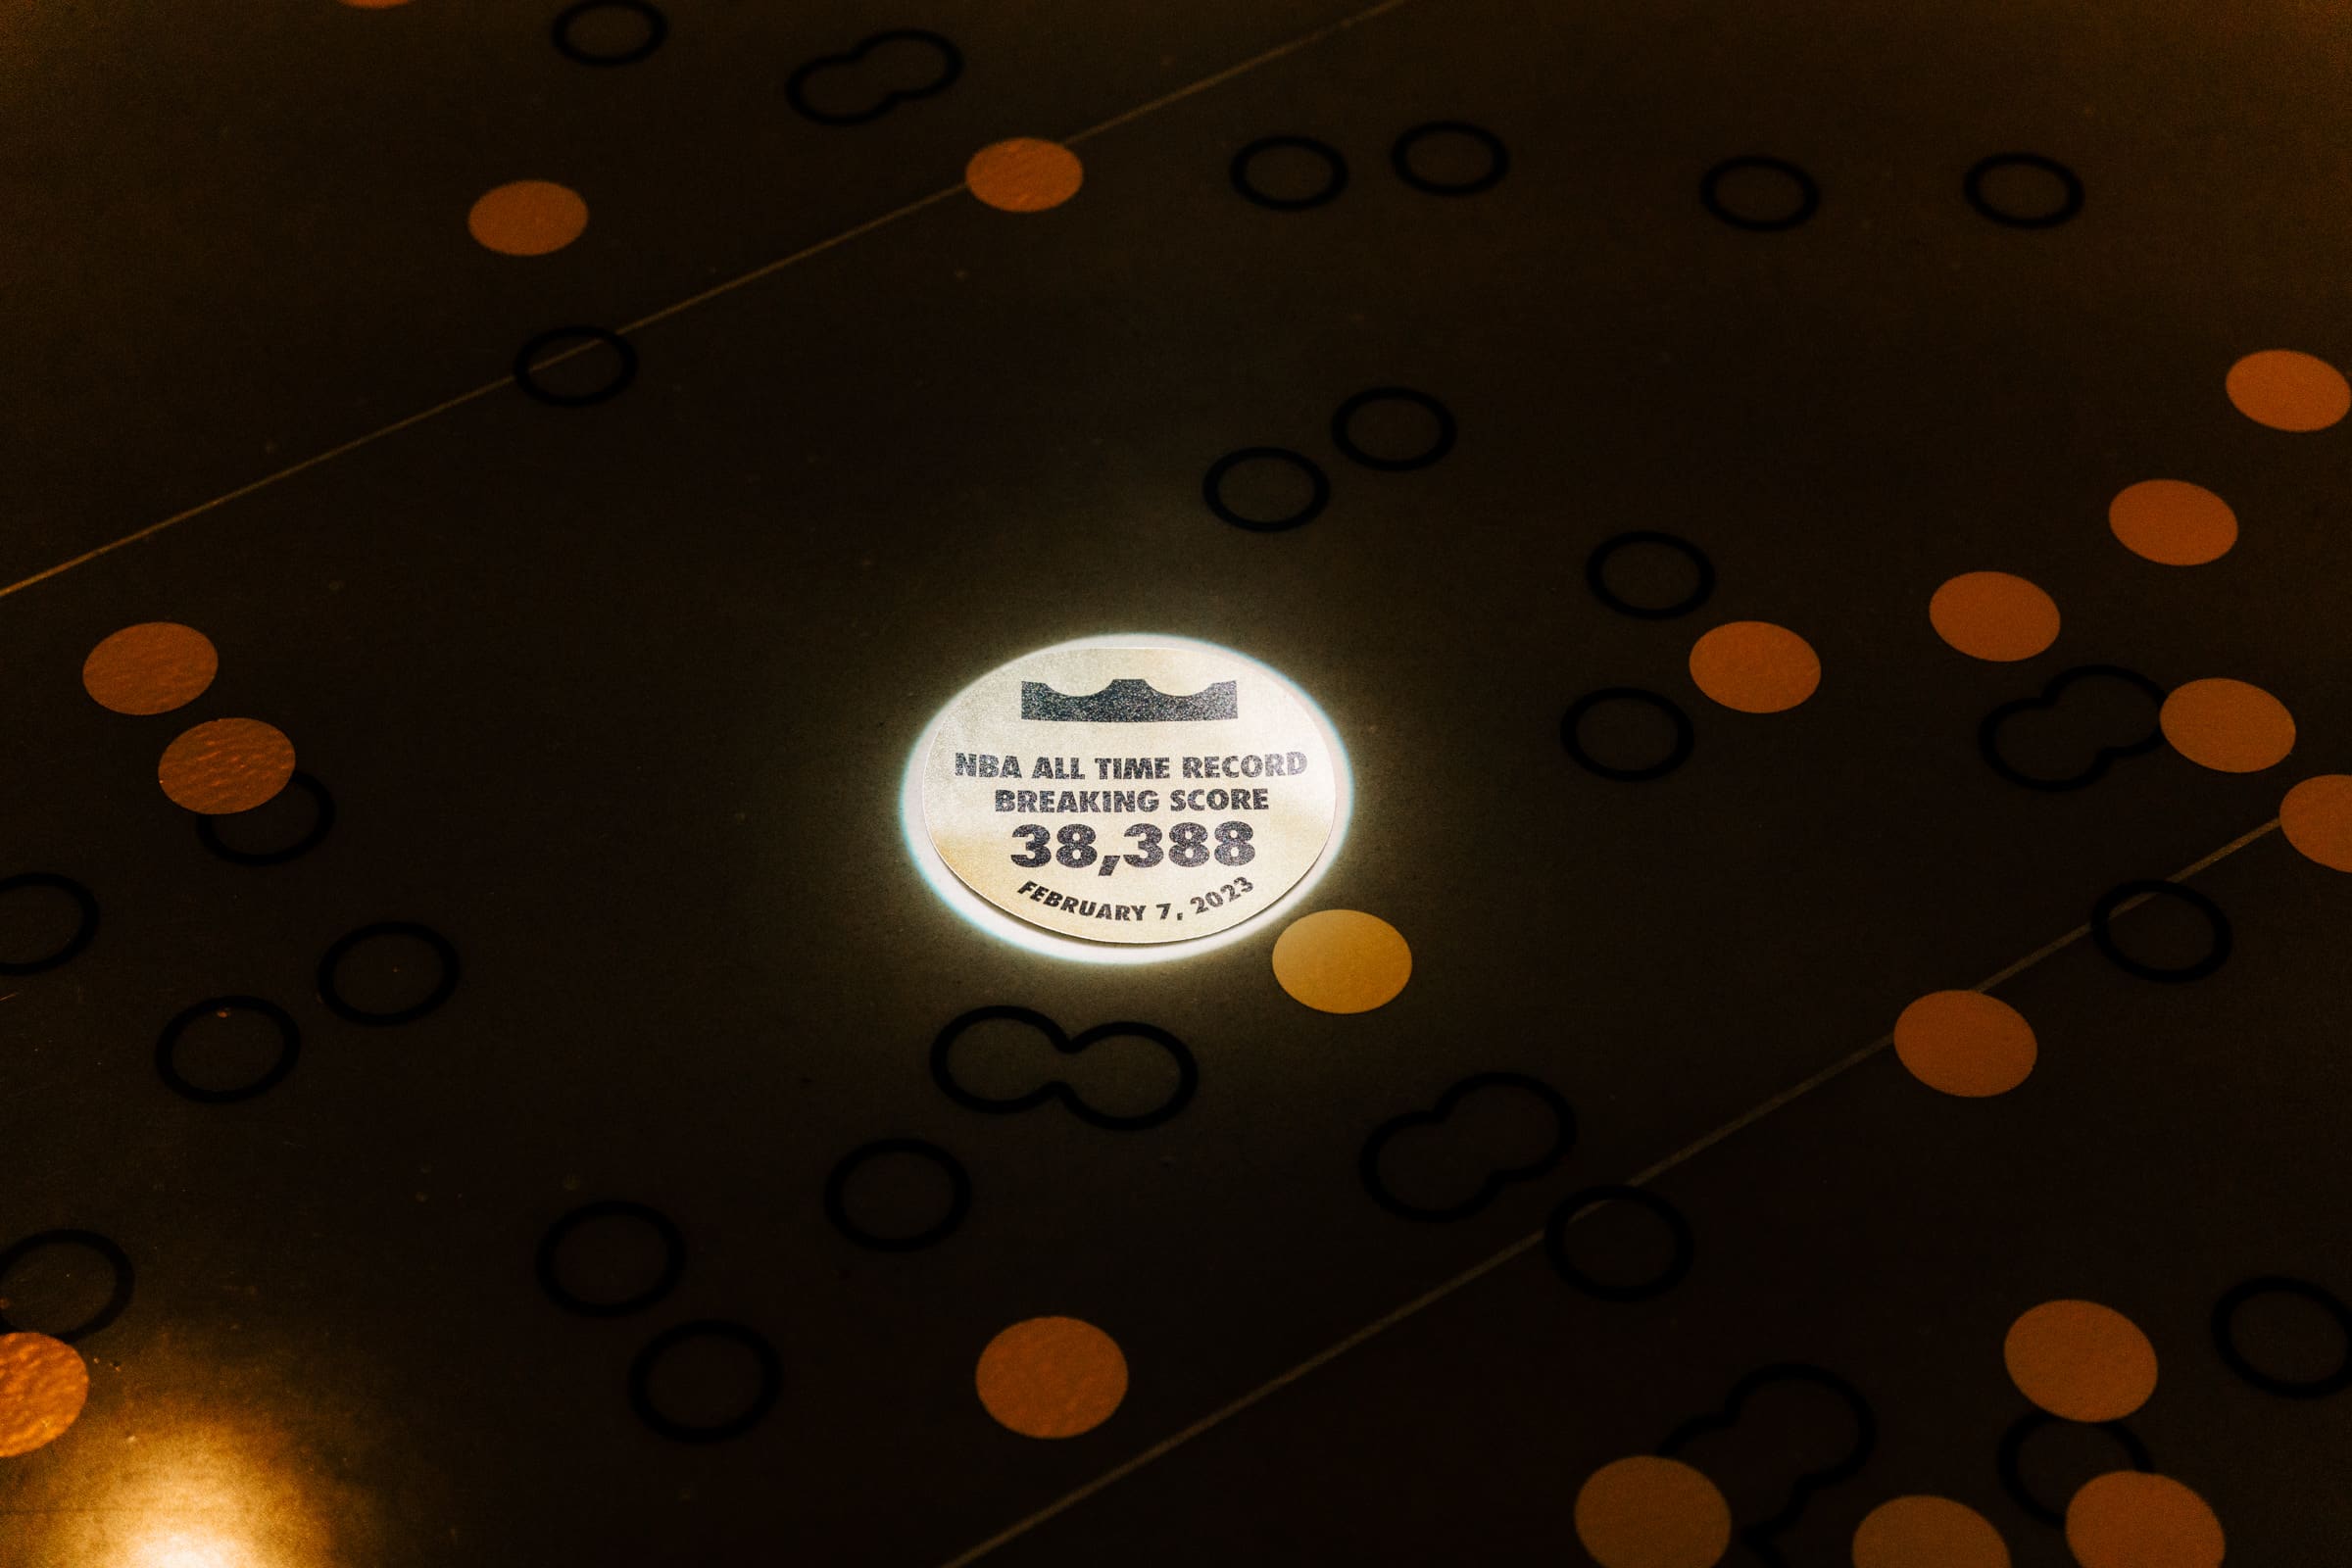 NBA ALL TIME RECORD
BREAKING SCORE
38,388
FEBRUARY 7, 2023